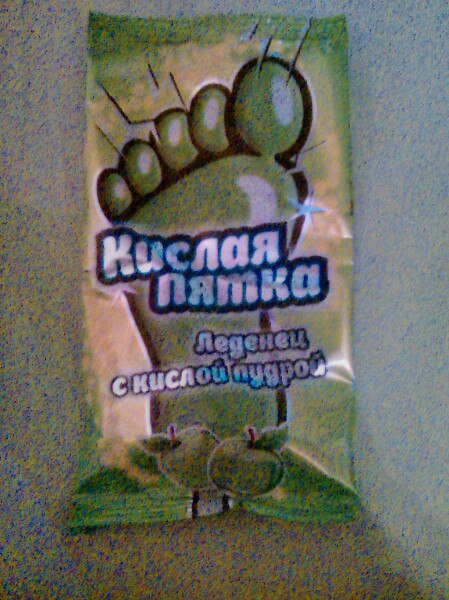 Кислая
пятка
Леденец
с кислой пудрой